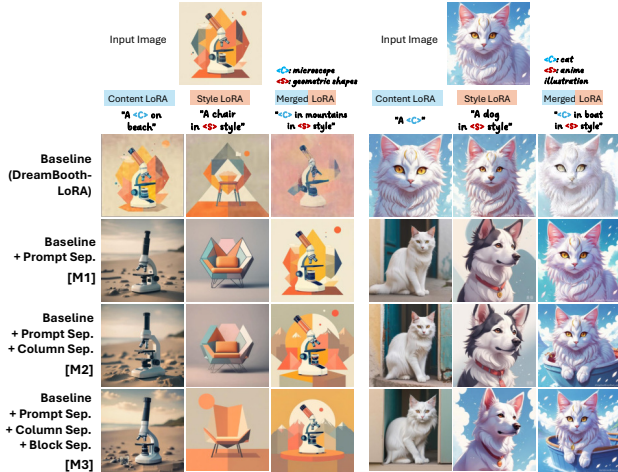 Input Image
<C>: microscope
<S>: geometric shapes
Content LoRA
Style LoRA
Merged LoRA
"A <C> on
beach"
"A chair
in <S> style"
"<C> in mountains
in <S> style"
Input Image
<C>: cat
<S>: anime
illustration
Content LoRA
Style LoRA
Merged LoRA
"A <C>"
"A dog
in <S> style"
"<C> in boat
in <S> style"
Baseline
(DreamBooth-
LoRA)
Baseline
+ Prompt Sep.
[M1]
Baseline
+ Prompt Sep.
+ Column Sep.
[M2]
Baseline
+ Prompt Sep.
+ Column Sep.
+ Block Sep.
[M3]